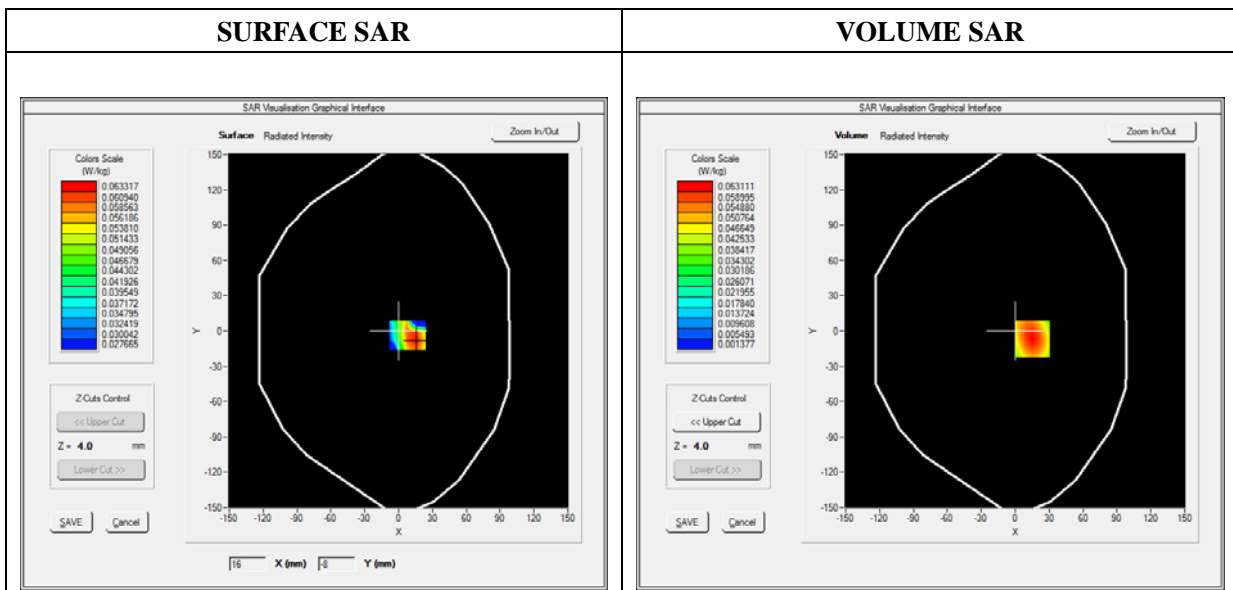 SURFACE SAR
VOLUME SAR
SAR Visualisation Graphical Interface
Surface Radiated Intensity
Zoom In/Out
Colors Scale
(W/kg)
0.063317
0.060940
0.058563
0.056186
0.053810
0.051433
0.049056
0.046679
0.044302
0.041926
0.039549
0.037172
0.034795
0.032419
0.030042
0.027665
Z-Cuts Control
<< Upper Cut
Z = 4.0 mm
Lower Cut >>
SAVE Cancel
150
120
90
60
30
0
-30
-60
-90
-120
-150
Y
-150 -120 -90 -60 -30 0 30 60 90 120 150
X
16 X (mm) -8 Y (mm)
SAR Visualisation Graphical Interface
Volume Radiated Intensity
Zoom In/Out
Colors Scale
(W/kg)
0.063111
0.058995
0.054880
0.050764
0.046649
0.042533
0.038417
0.034302
0.030186
0.026071
0.021955
0.017840
0.013724
0.009608
0.005493
0.001377
Z-Cuts Control
<< Upper Cut
Z = 4.0 mm
Lower Cut >>
SAVE Cancel
150
120
90
60
30
0
-30
-60
-90
-120
-150
Y
-150 -120 -90 -60 -30 0 30 60 90 120 150
X